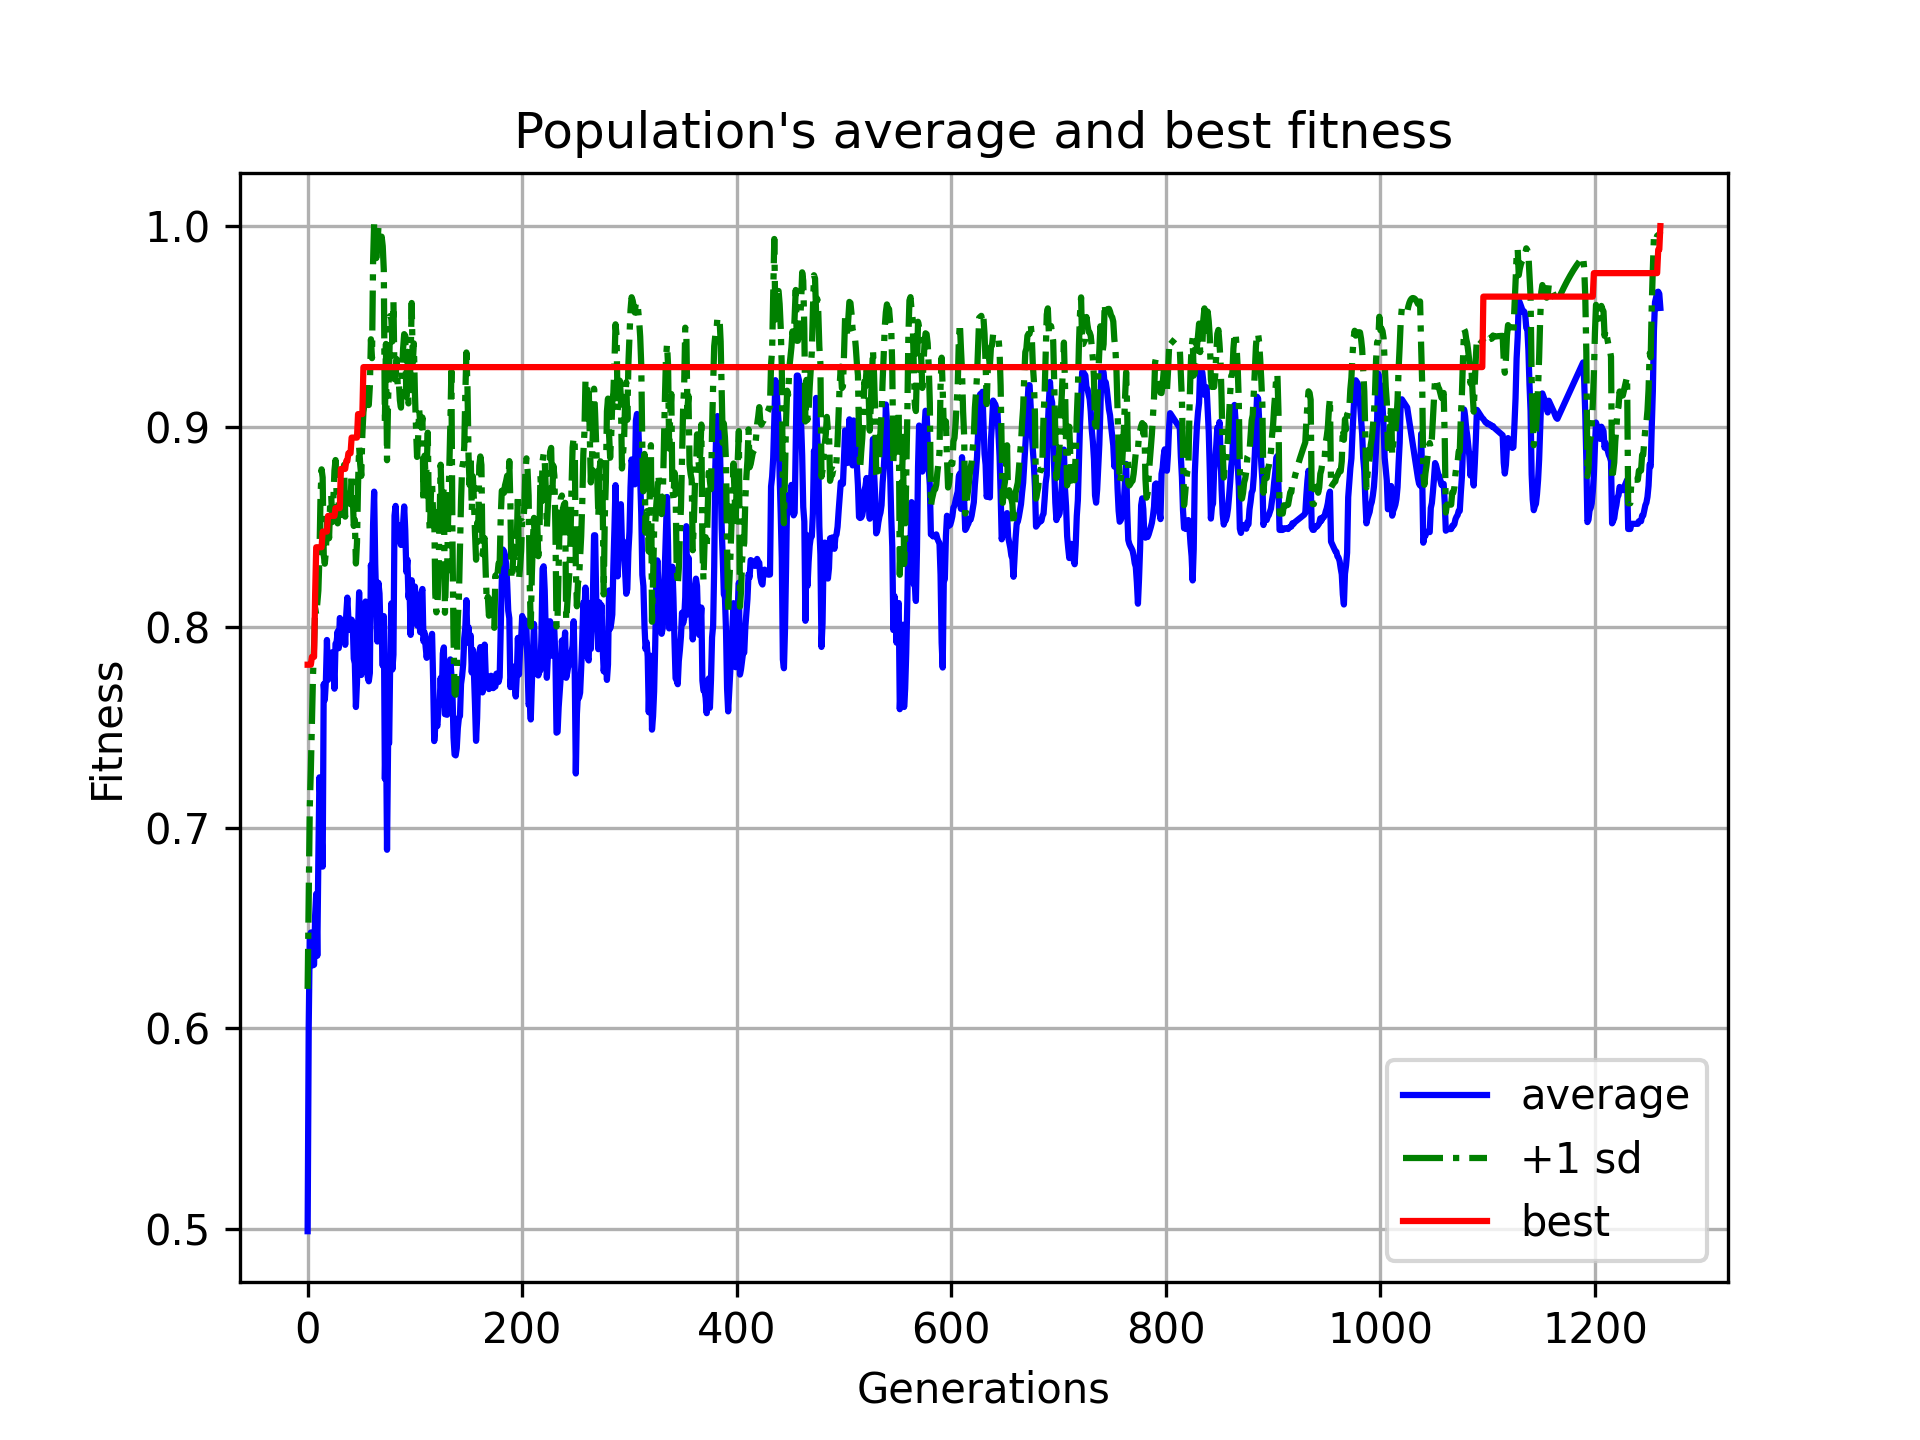 Population's average and best fitness
1.0
0.9
0.8
0.7
0.6
0.5
Fitness
0 200 400 600 800 1000 1200
Generations
average
+1 sd
best